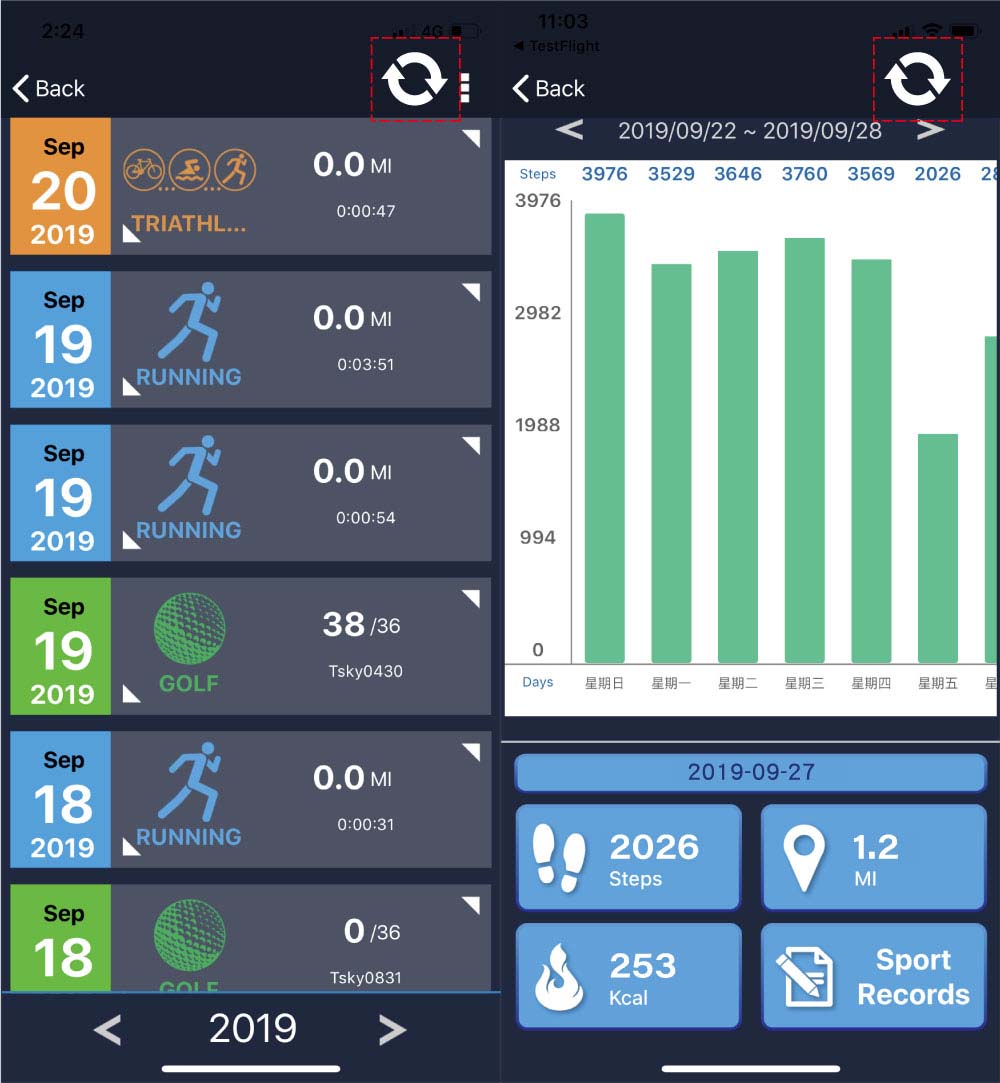 2:24
4G
Back
Sep
20
2019
TRIATHL...
0.0 MI
0:00:47
Sep
19
2019
RUNNING
0.0 MI
0:03:51
Sep
19
2019
RUNNING
0.0 MI
0:00:54
Sep
19
2019
GOLF
38 /36
Tsky0430
Sep
18
2019
RUNNING
0.0 MI
0:00:31
Sep
18
GOLF
0 /36
Tsky0831
2019
11:03
TestFlight
Back
2019/09/22 ~ 2019/09/28
Steps 3976 3529 3646 3760 3569 2026
3976
2982
1988
994
0
Days 星期日 星期一 星期二 星期三 星期四 星期五 星
2019-09-27
2026
Steps
1.2
MI
253
Kcal
Sport
Records